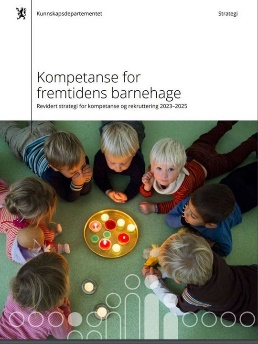 Kunnskapsdepartementet Strategi
Kompetanse for
fremtidens barnehage
Revidert strategi for kompetanse og rekruttering 2023–2025